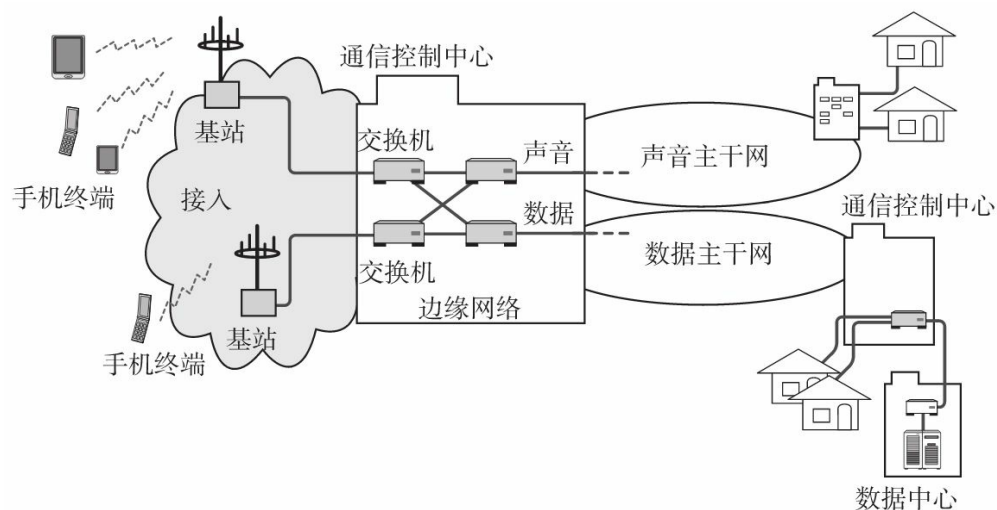 通信控制中心
基站
交换机
声音
声音主干网
手机终端
接入
数据
通信控制中心
数据主干网
交换机
边缘网络
基站
手机终端
数据中心